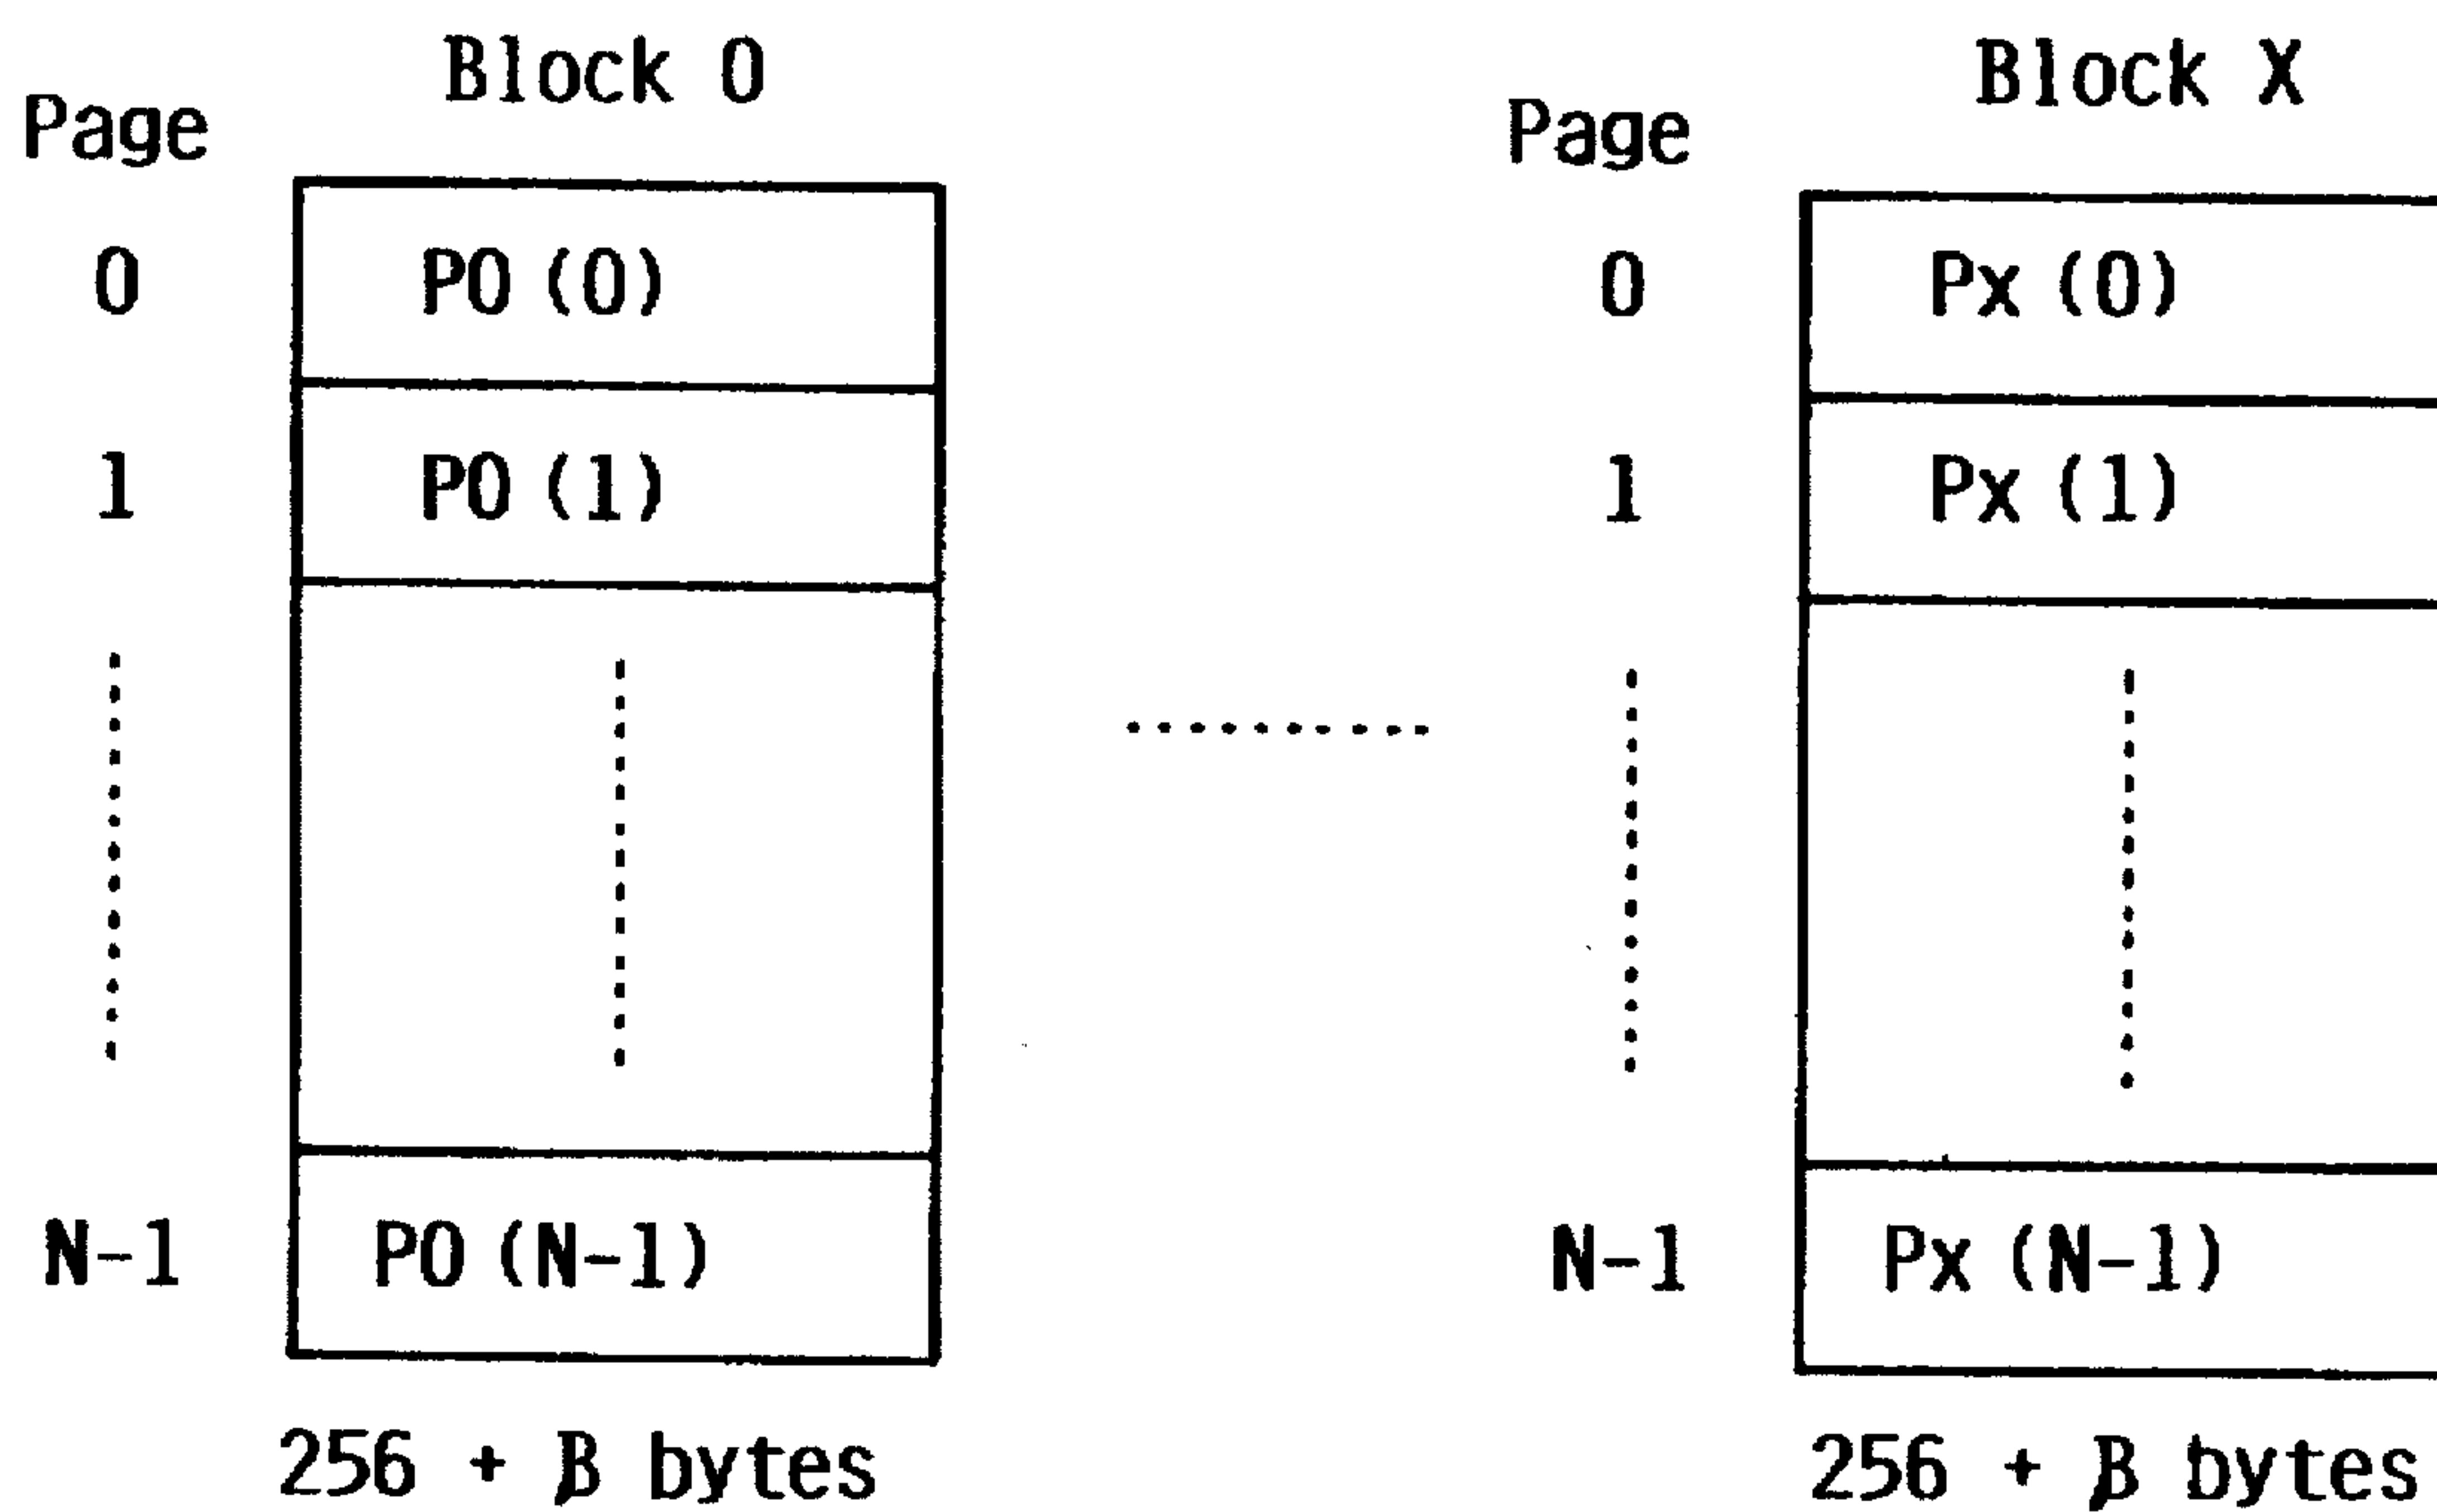 Block 0
Page
0 P0 (0)
1 P0 (1)
N-1 P0 (N-1)
256 + β bytes
Block X
Page
0 Px (0)
1 Px (1)
N-1 Px (N-1)
256 + β bytes